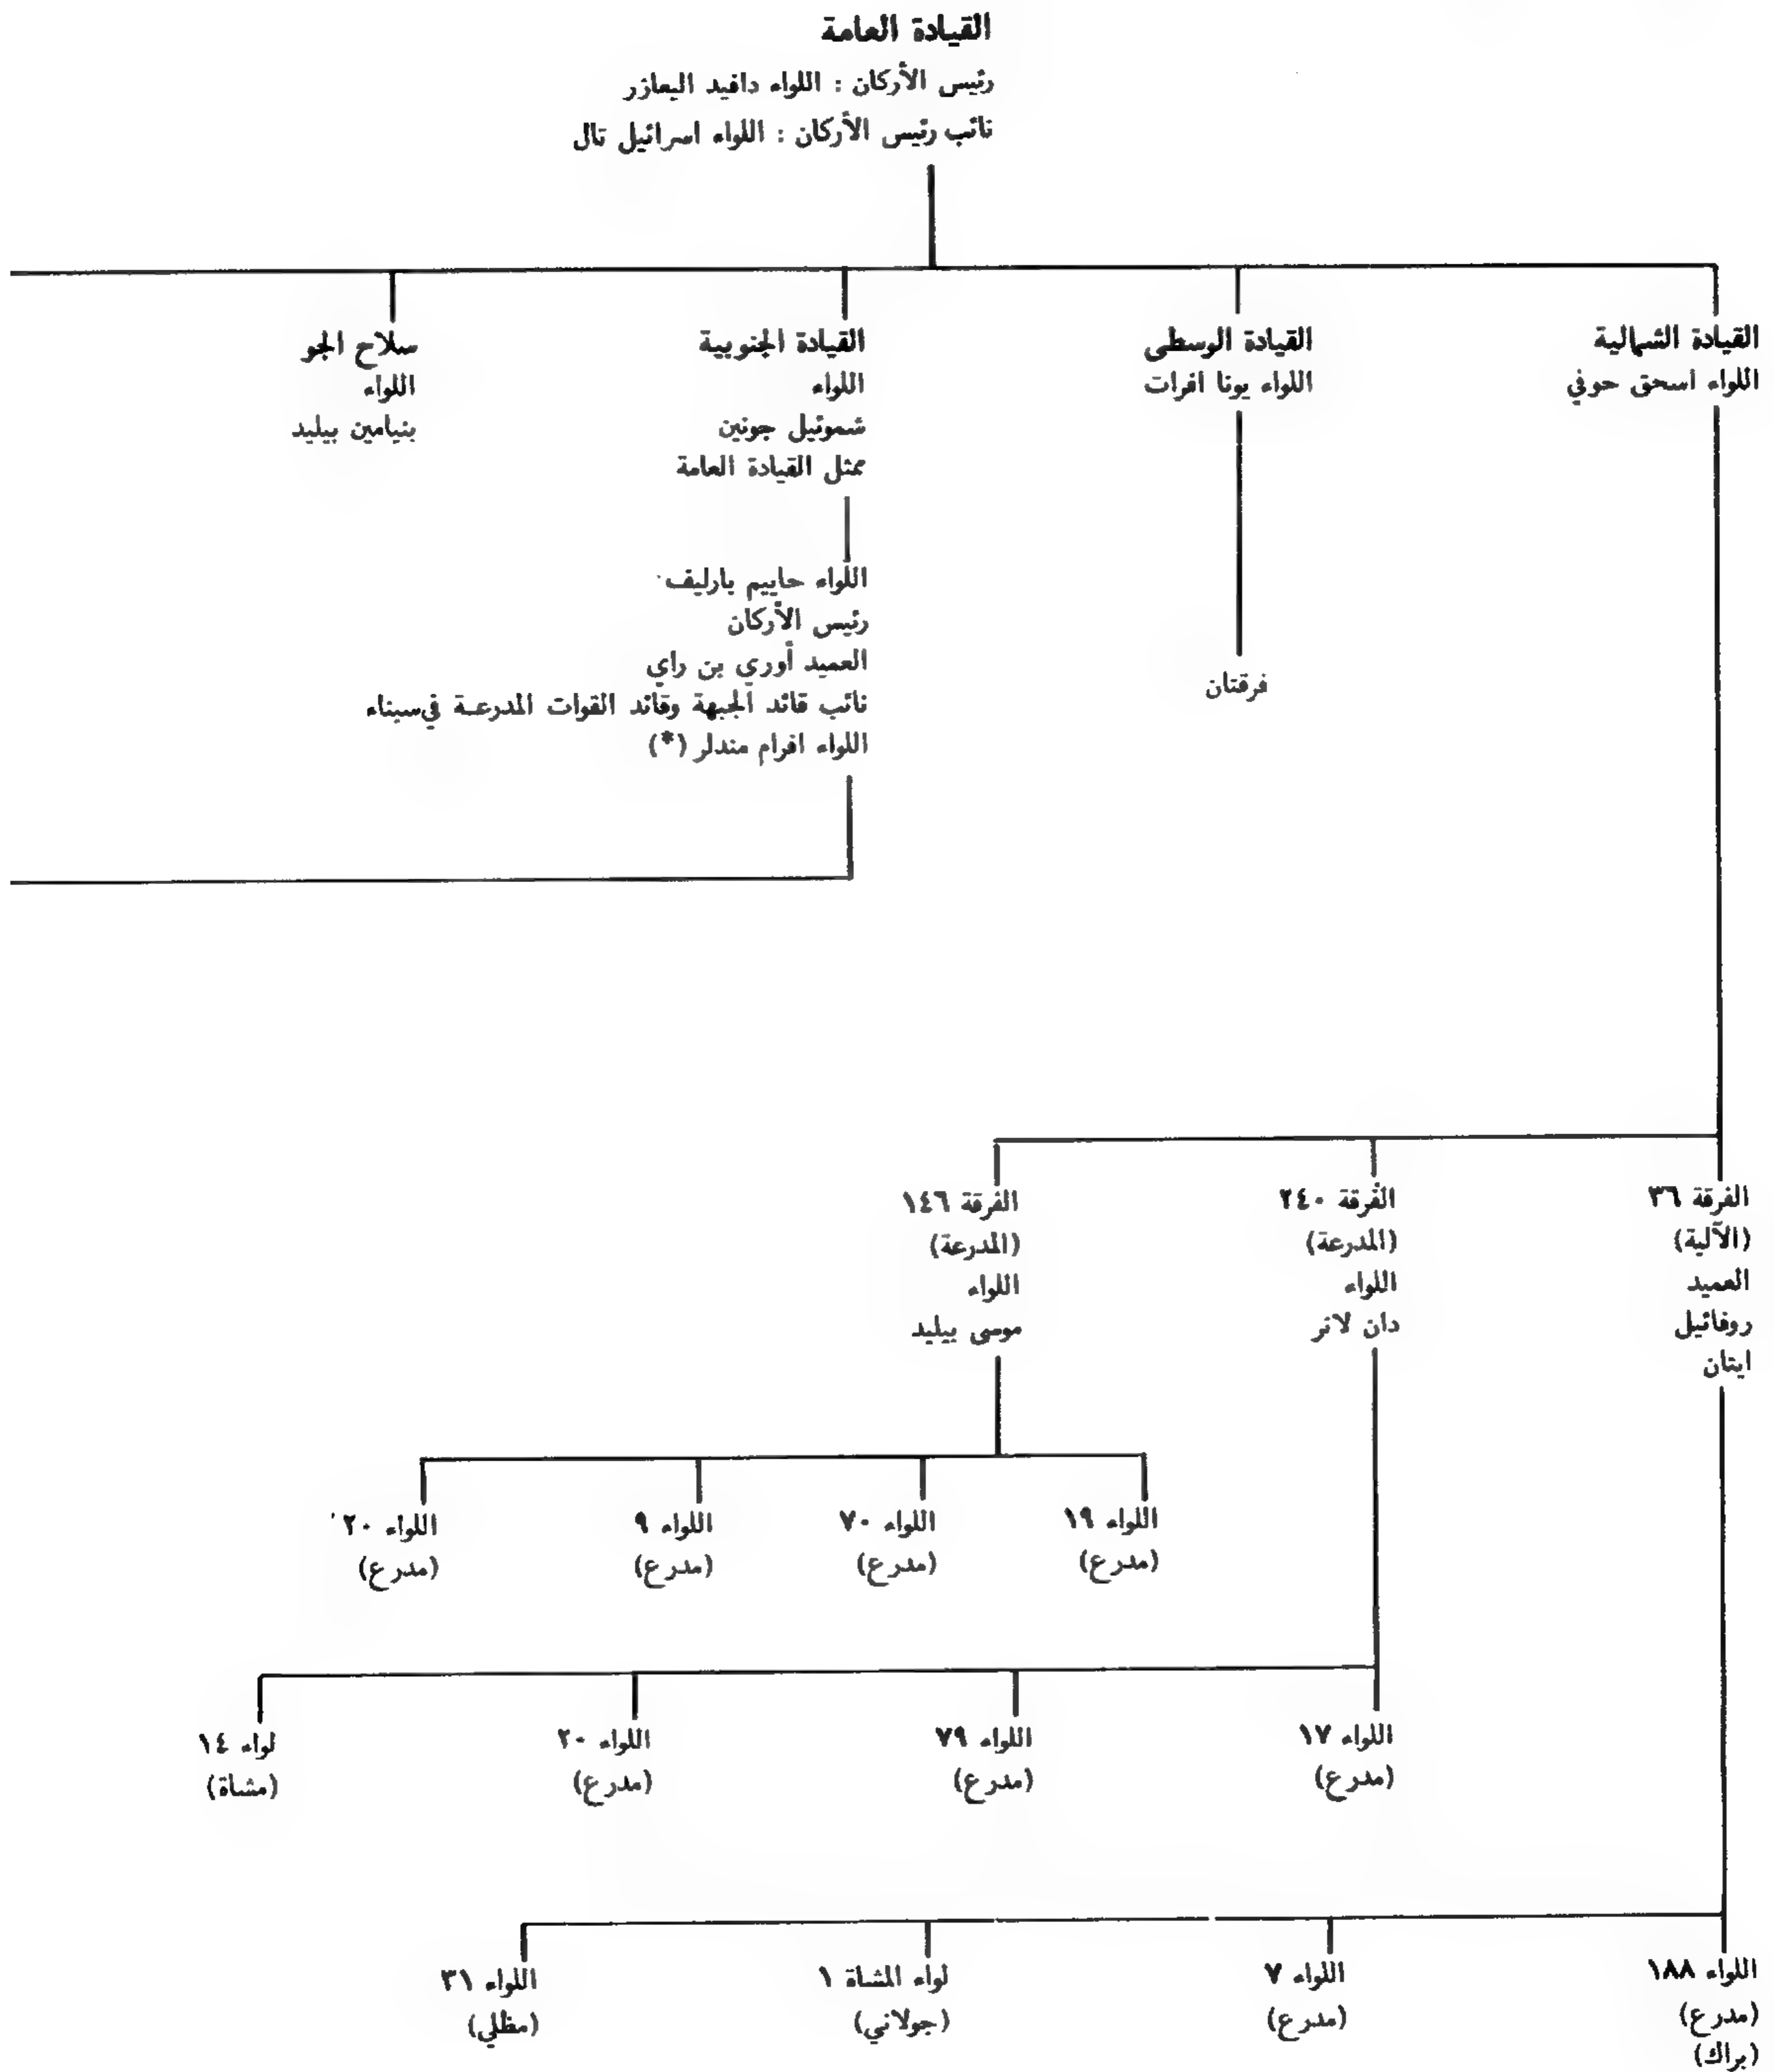 القيادة العامة
رئيس الأركان : اللواء دافيد اليعازر
نائب رئيس الأركان : اللواء اسرائيل تال
القيادة الشمالية
اللواء اسحق حوفي
القيادة الوسطى
اللواء يونا افرات
فرقتان
القيادة الجنوبية
اللواء
شموئيل جونين
ممثل القيادة العامة
اللواء حاييم بارليف
رئيس الأركان
العميد أوري بن راي
نائب قائد الجبهة وقائد القوات المدرعة في سيناء
اللواء افرام مندلر (*)
سلاح الجو
اللواء
بنيامين بيليد
الفرقة ٣٦
(الآلية)
العميد
روفائيل
ايتان
الفرقة ٢٤٠
(المدرعة)
اللواء
دان لانر
الفرقة ١٤٦
(المدرعة)
اللواء
موسى بيليد
اللواء ١٩
(مدرع)
اللواء ٧٠
(مدرع)
اللواء ٩
(مدرع)
اللواء ٢٠
(مدرع)
اللواء ١٧
(مدرع)
اللواء ٧٩
(مدرع)
اللواء ٢٠
(مدرع)
لواء ١٤
(مشاة)
اللواء ١٨٨
(مدرع)
(براك)
اللواء ٧
(مدرع)
لواء المشاة ١
(جولاني)
اللواء ٣١
(مظلي)